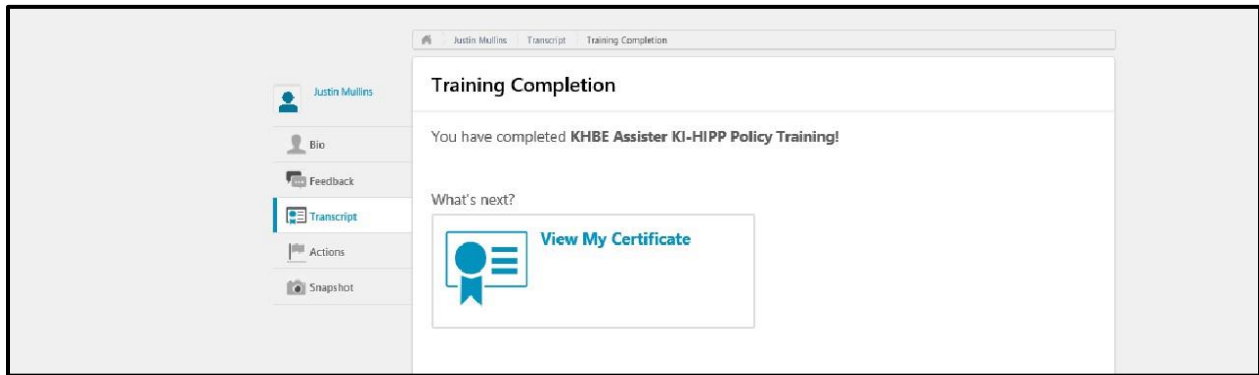 Justin Mullins Transcript Training Completion
Justin Mullins
Bio
Feedback
Transcript
Actions
Snapshot
Training Completion
You have completed KHBE Assister KI-HIPP Policy Training!
What's next?
View My Certificate